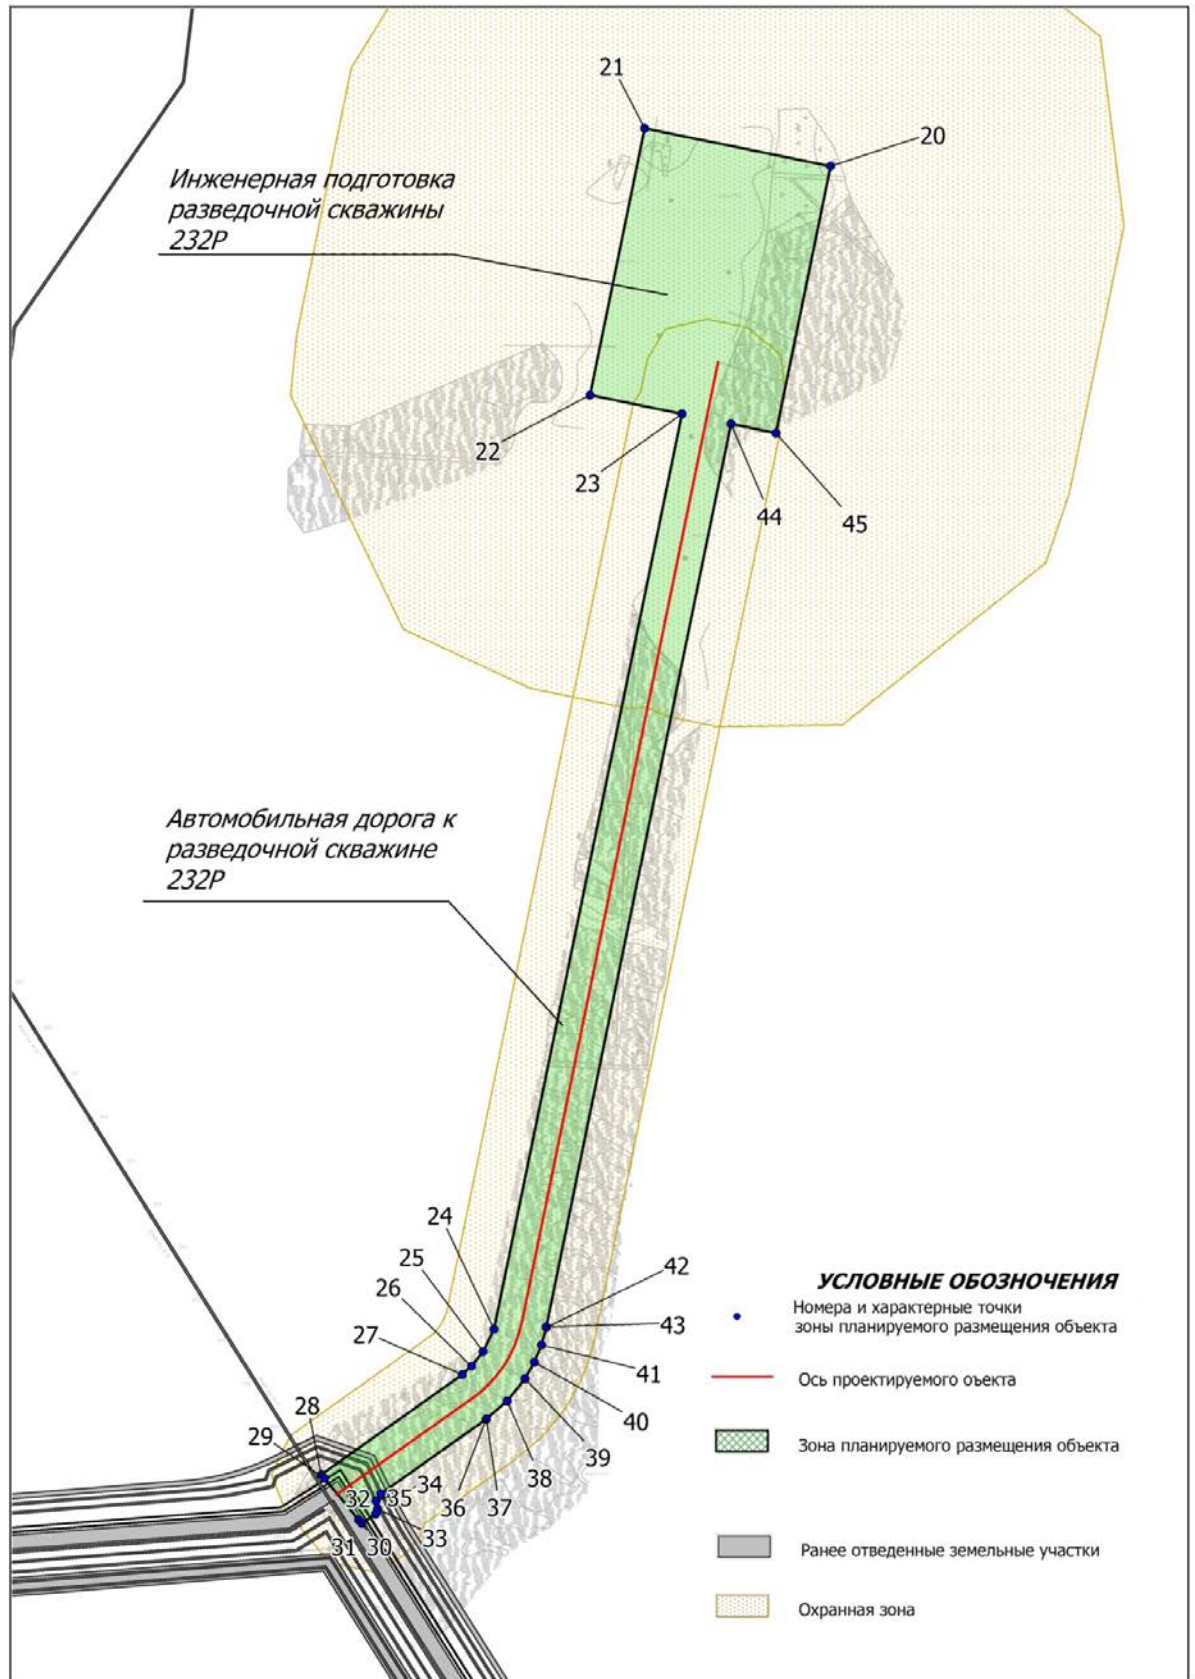 21
20
Инженерная подготовка
разведочной скважины
232Р
22
23
44
45
Автомобильная дорога к
разведочной скважине
232Р
24
25
26
27
28
29
42
43
41
40
39
38
37
36
34
35
33
32
31
30
УСЛОВНЫЕ ОБОЗНАЧЕНИЯ
Номера и характерные точки
зоны планируемого размещения объекта
Ось проектируемого оъекта
Зона планируемого размещения объекта
Ранее отведенные земельные участки
Охранная зона